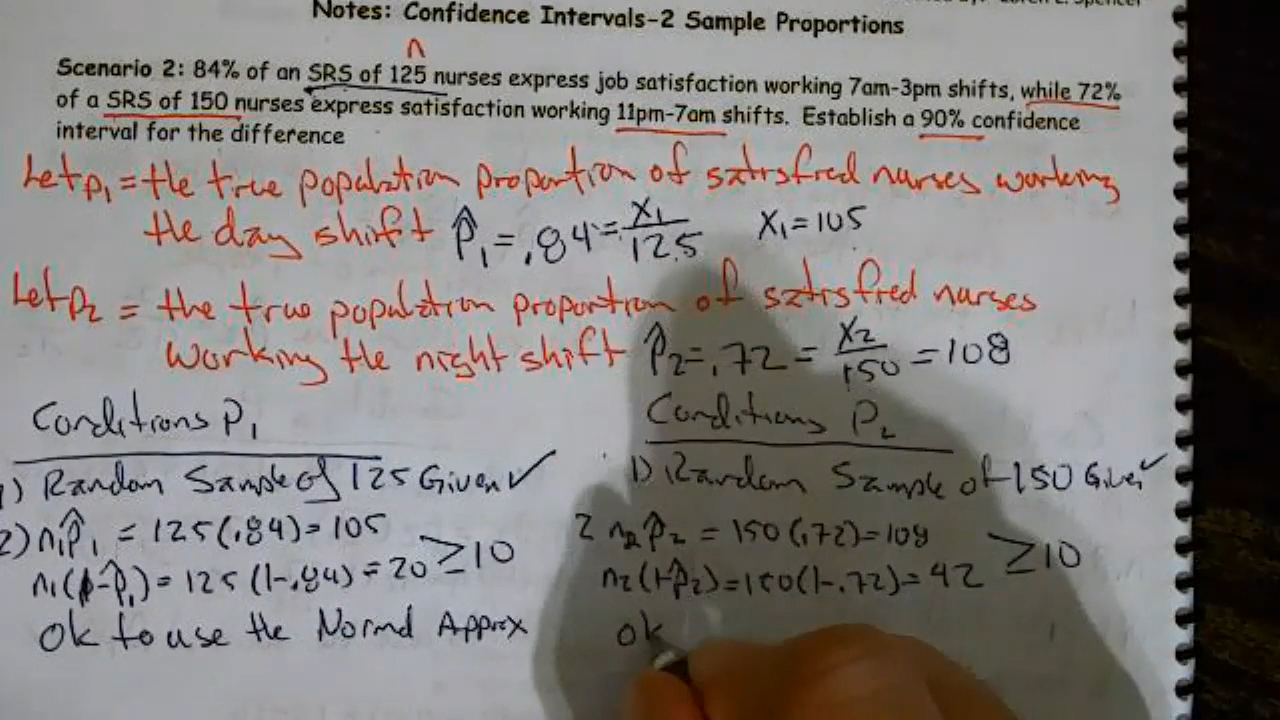 Notes: Confidence Intervals-2 Sample Proportions
n
Scenario 2: 84% of an SRS of 125 nurses express job satisfaction working 7am-3pm shifts, while 72%
of a SRS of 150 nurses express satisfaction working 11pm-7am shifts. Establish a 90% confidence
interval for the difference
Let p₁ = the true population proportion of satisfied nurses working
the day shift p̂₁ = .84 = x₁/125 x₁ = 105
Let p₂ = the true population proportion of satisfied nurses
working the night shift p̂₂ = .72 = x₂/150 = 108
Conditions P₁
1) Random Sample of 125 Given ✓
2) n₁p̂₁ = 125(.84) = 105
n₁(1-p̂₁) = 125(1-.84) = 20 ≥10
Ok to use the Normal Approx
Conditions P₂
1) Random Sample of 150 Given ✓
2 n₂p̂₂ = 150(.72) = 108
n₂(1-p̂₂) = 150(1-.72) = 42 ≥10
Ok